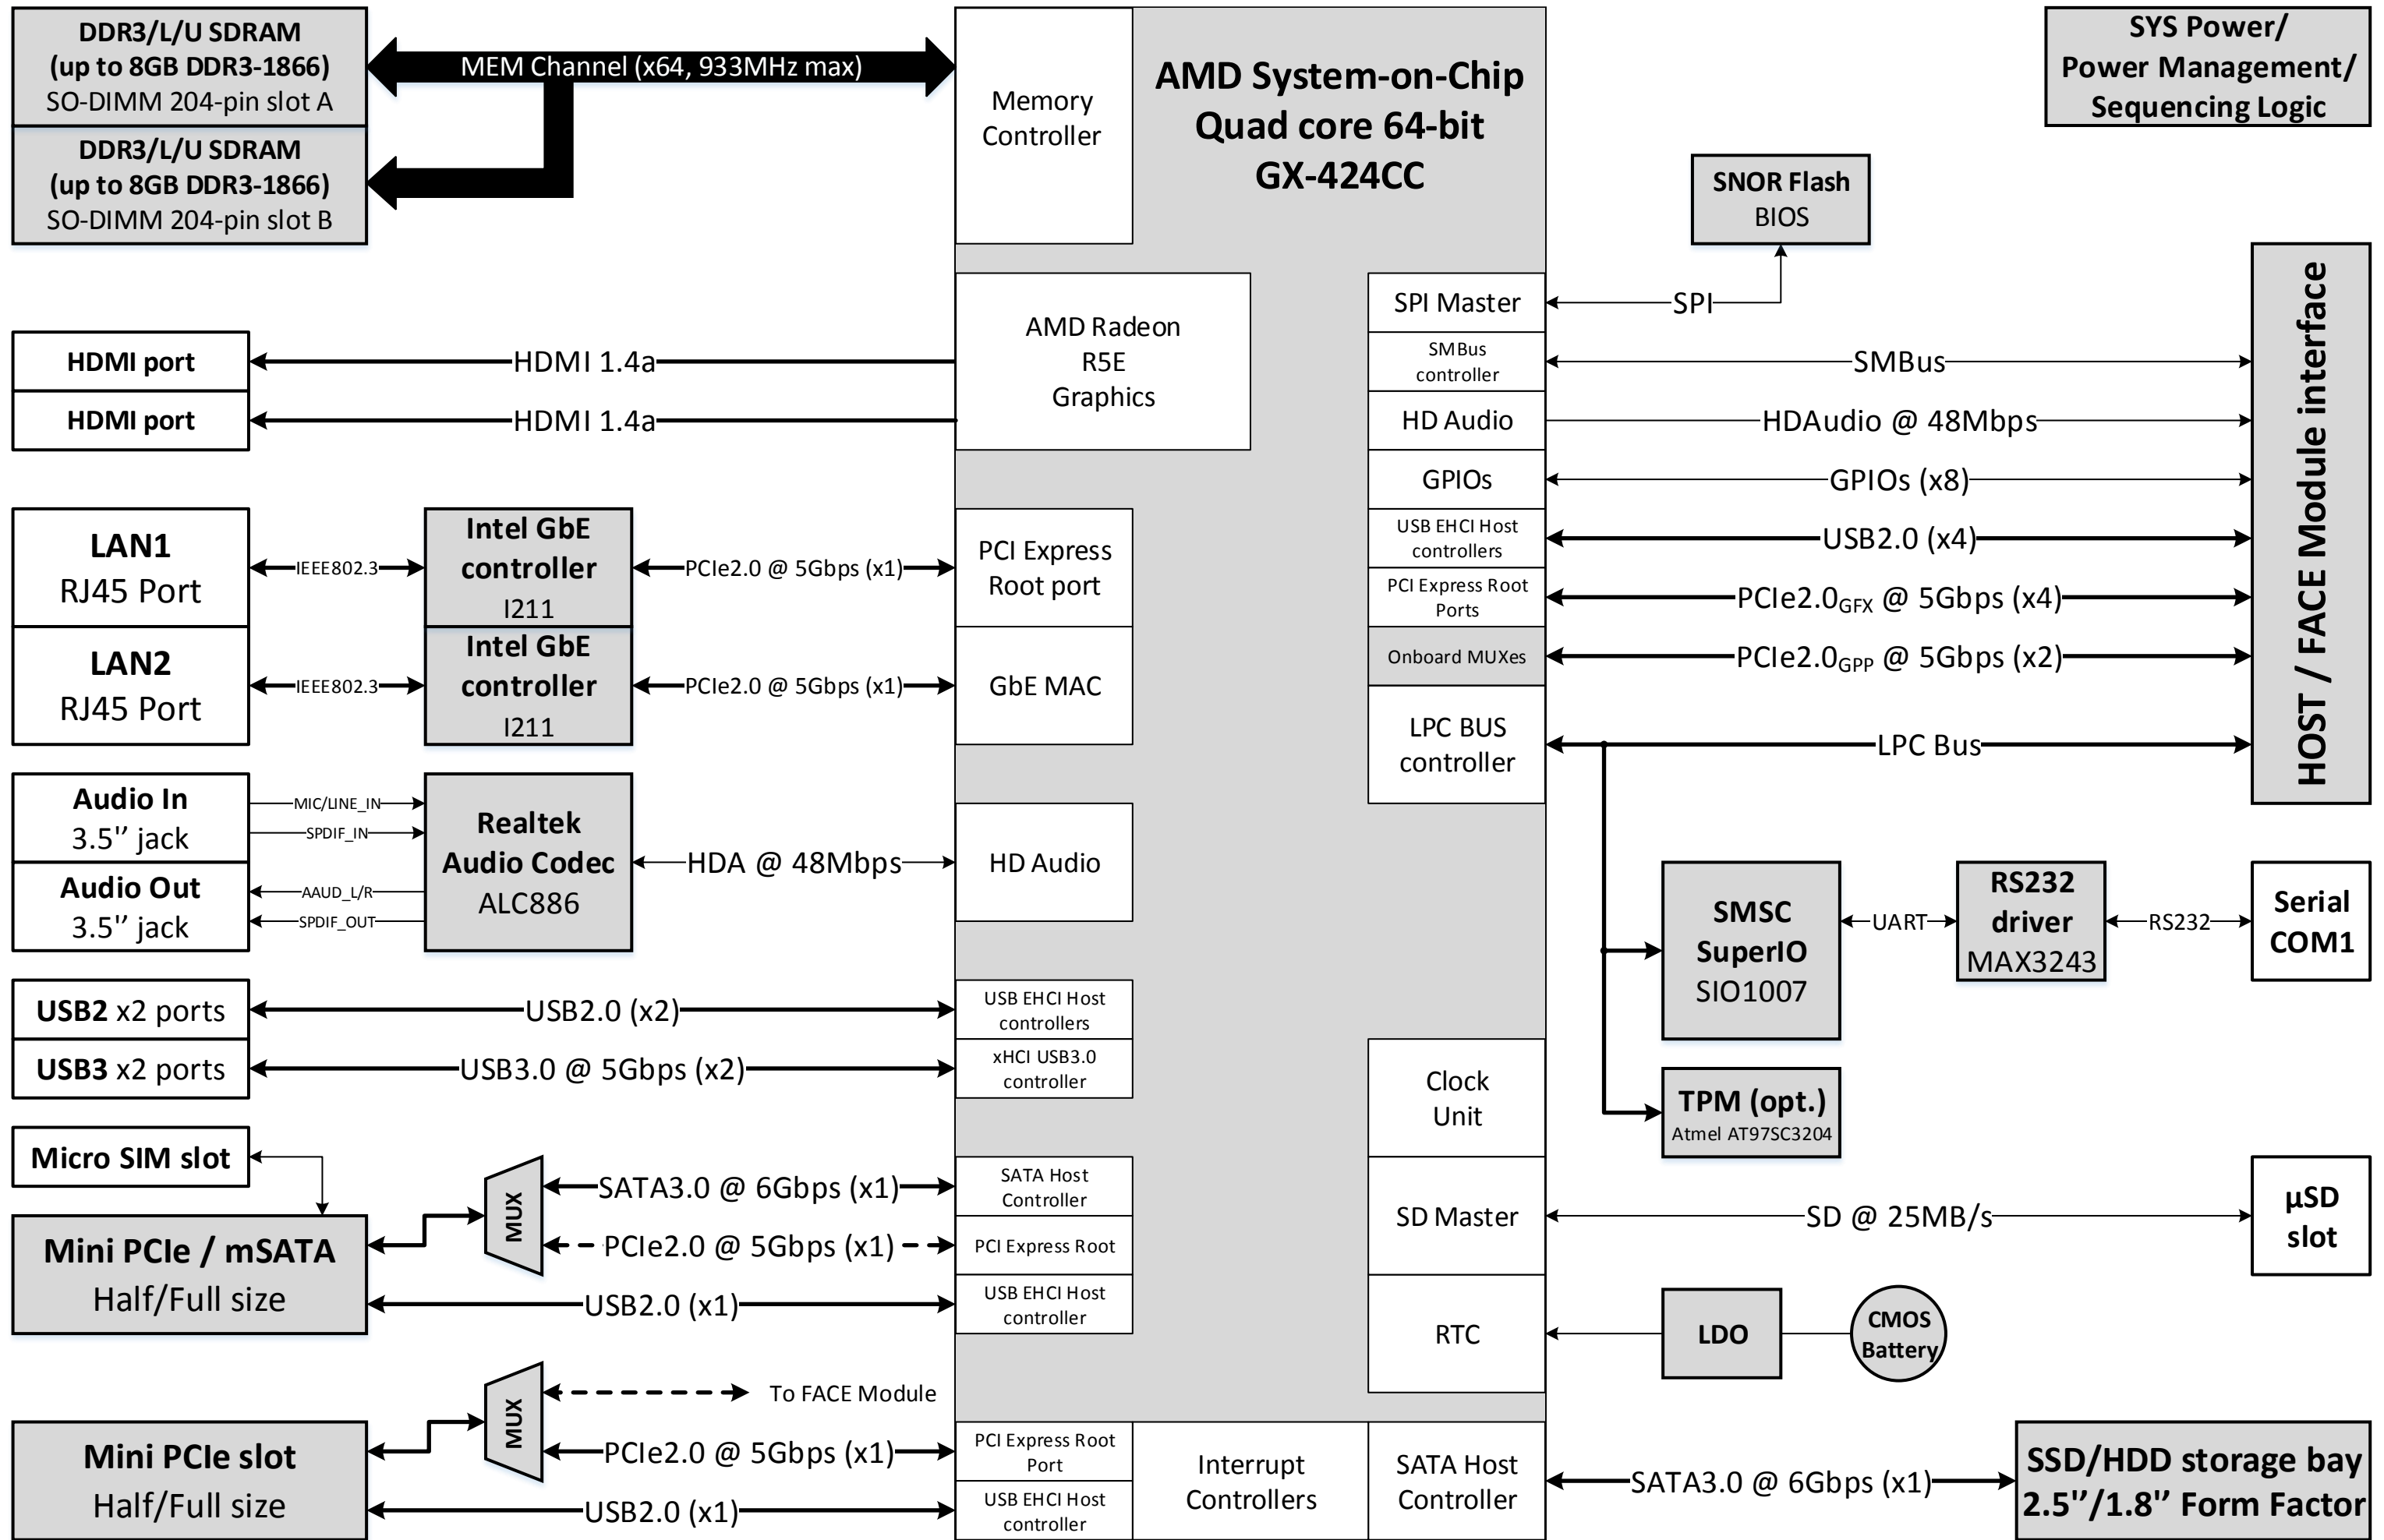 DDR3/L/U SDRAM
(up to 8GB DDR3-1866)
SO-DIMM 204-pin slot A
DDR3/L/U SDRAM
(up to 8GB DDR3-1866)
SO-DIMM 204-pin slot B
MEM Channel (x64, 933MHz max)
Memory
Controller
AMD System-on-Chip
Quad core 64-bit
GX-424CC
SYS Power/
Power Management/
Sequencing Logic
SNOR Flash
BIOS
HDMI port
HDMI 1.4a
HDMI port
HDMI 1.4a
AMD Radeon
R5E
Graphics
SPI Master
SPI
SMBus
controller
SMBus
HD Audio
HDAudio @ 48Mbps
GPIOs
GPIOs (x8)
USB EHCI Host
controllers
USB2.0 (x4)
PCI Express Root
Ports
PCIe2.0GFX @ 5Gbps (x4)
Onboard MUXes
PCIe2.0GPP @ 5Gbps (x2)
LPC BUS
controller
LPC Bus
HOST / FACE Module interface
LAN1
RJ45 Port
IEEE802.3
Intel GbE
controller
I211
PCIe2.0 @ 5Gbps (x1)
PCI Express
Root port
LAN2
RJ45 Port
IEEE802.3
Intel GbE
controller
I211
PCIe2.0 @ 5Gbps (x1)
GbE MAC
Audio In
3.5'' jack
MIC/LINE_IN
SPDIF_IN
Audio Out
3.5'' jack
AAUD_L/R
SPDIF_OUT
Realtek
Audio Codec
ALC886
HDA @ 48Mbps
HD Audio
SMSC
SuperIO
SIO1007
UART
RS232
driver
MAX3243
RS232
Serial
COM1
USB2 x2 ports
USB2.0 (x2)
USB EHCI Host
controllers
USB3 x2 ports
USB3.0 @ 5Gbps (x2)
xHCI USB3.0
controller
Clock
Unit
TPM (opt.)
Atmel AT97SC3204
Micro SIM slot
Mini PCIe / mSATA
Half/Full size
MUX
SATA3.0 @ 6Gbps (x1)
SATA Host
Controller
PCIe2.0 @ 5Gbps (x1)
PCI Express Root
USB2.0 (x1)
USB EHCI Host
controller
SD Master
SD @ 25MB/s
µSD
slot
RTC
LDO
CMOS
Battery
Mini PCIe slot
Half/Full size
MUX
To FACE Module
PCIe2.0 @ 5Gbps (x1)
PCI Express Root
Port
USB2.0 (x1)
USB EHCI Host
controller
Interrupt
Controllers
SATA Host
Controller
SATA3.0 @ 6Gbps (x1)
SSD/HDD storage bay
2.5''/1.8'' Form Factor